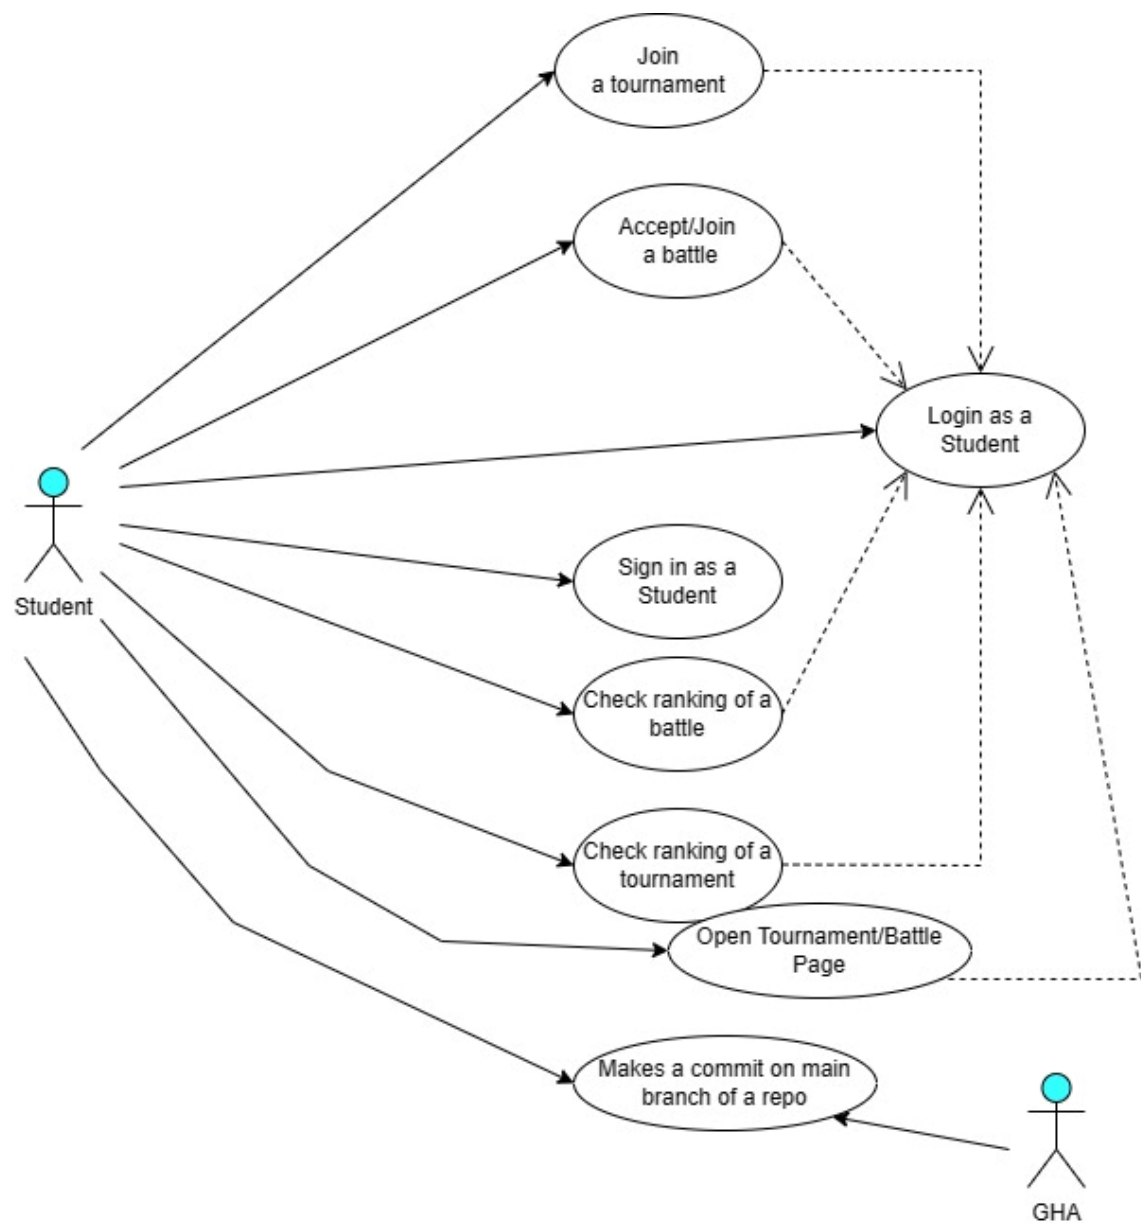 Join
a tournament
Accept/Join
a battle
Login as a
Student
Student
Sign in as a
Student
Check ranking of a
battle
Check ranking of a
tournament
Open Tournament/Battle
Page
Makes a commit on main
branch of a repo
GHA